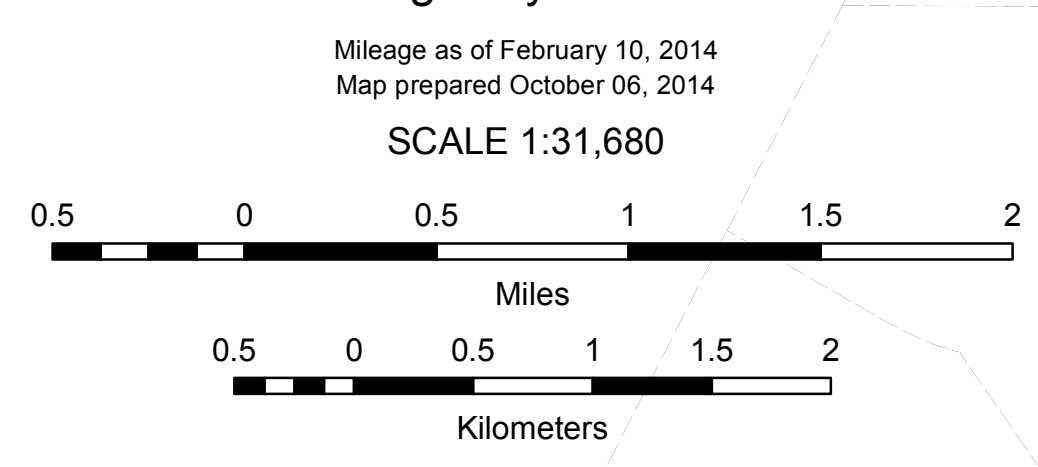 Mileage as of February 10, 2014
Map prepared October 06, 2014
SCALE 1:31,680
0.5 0 0.5 1 1.5 2
Miles
0.5 0 0.5 1 1.5 2
Kilometers